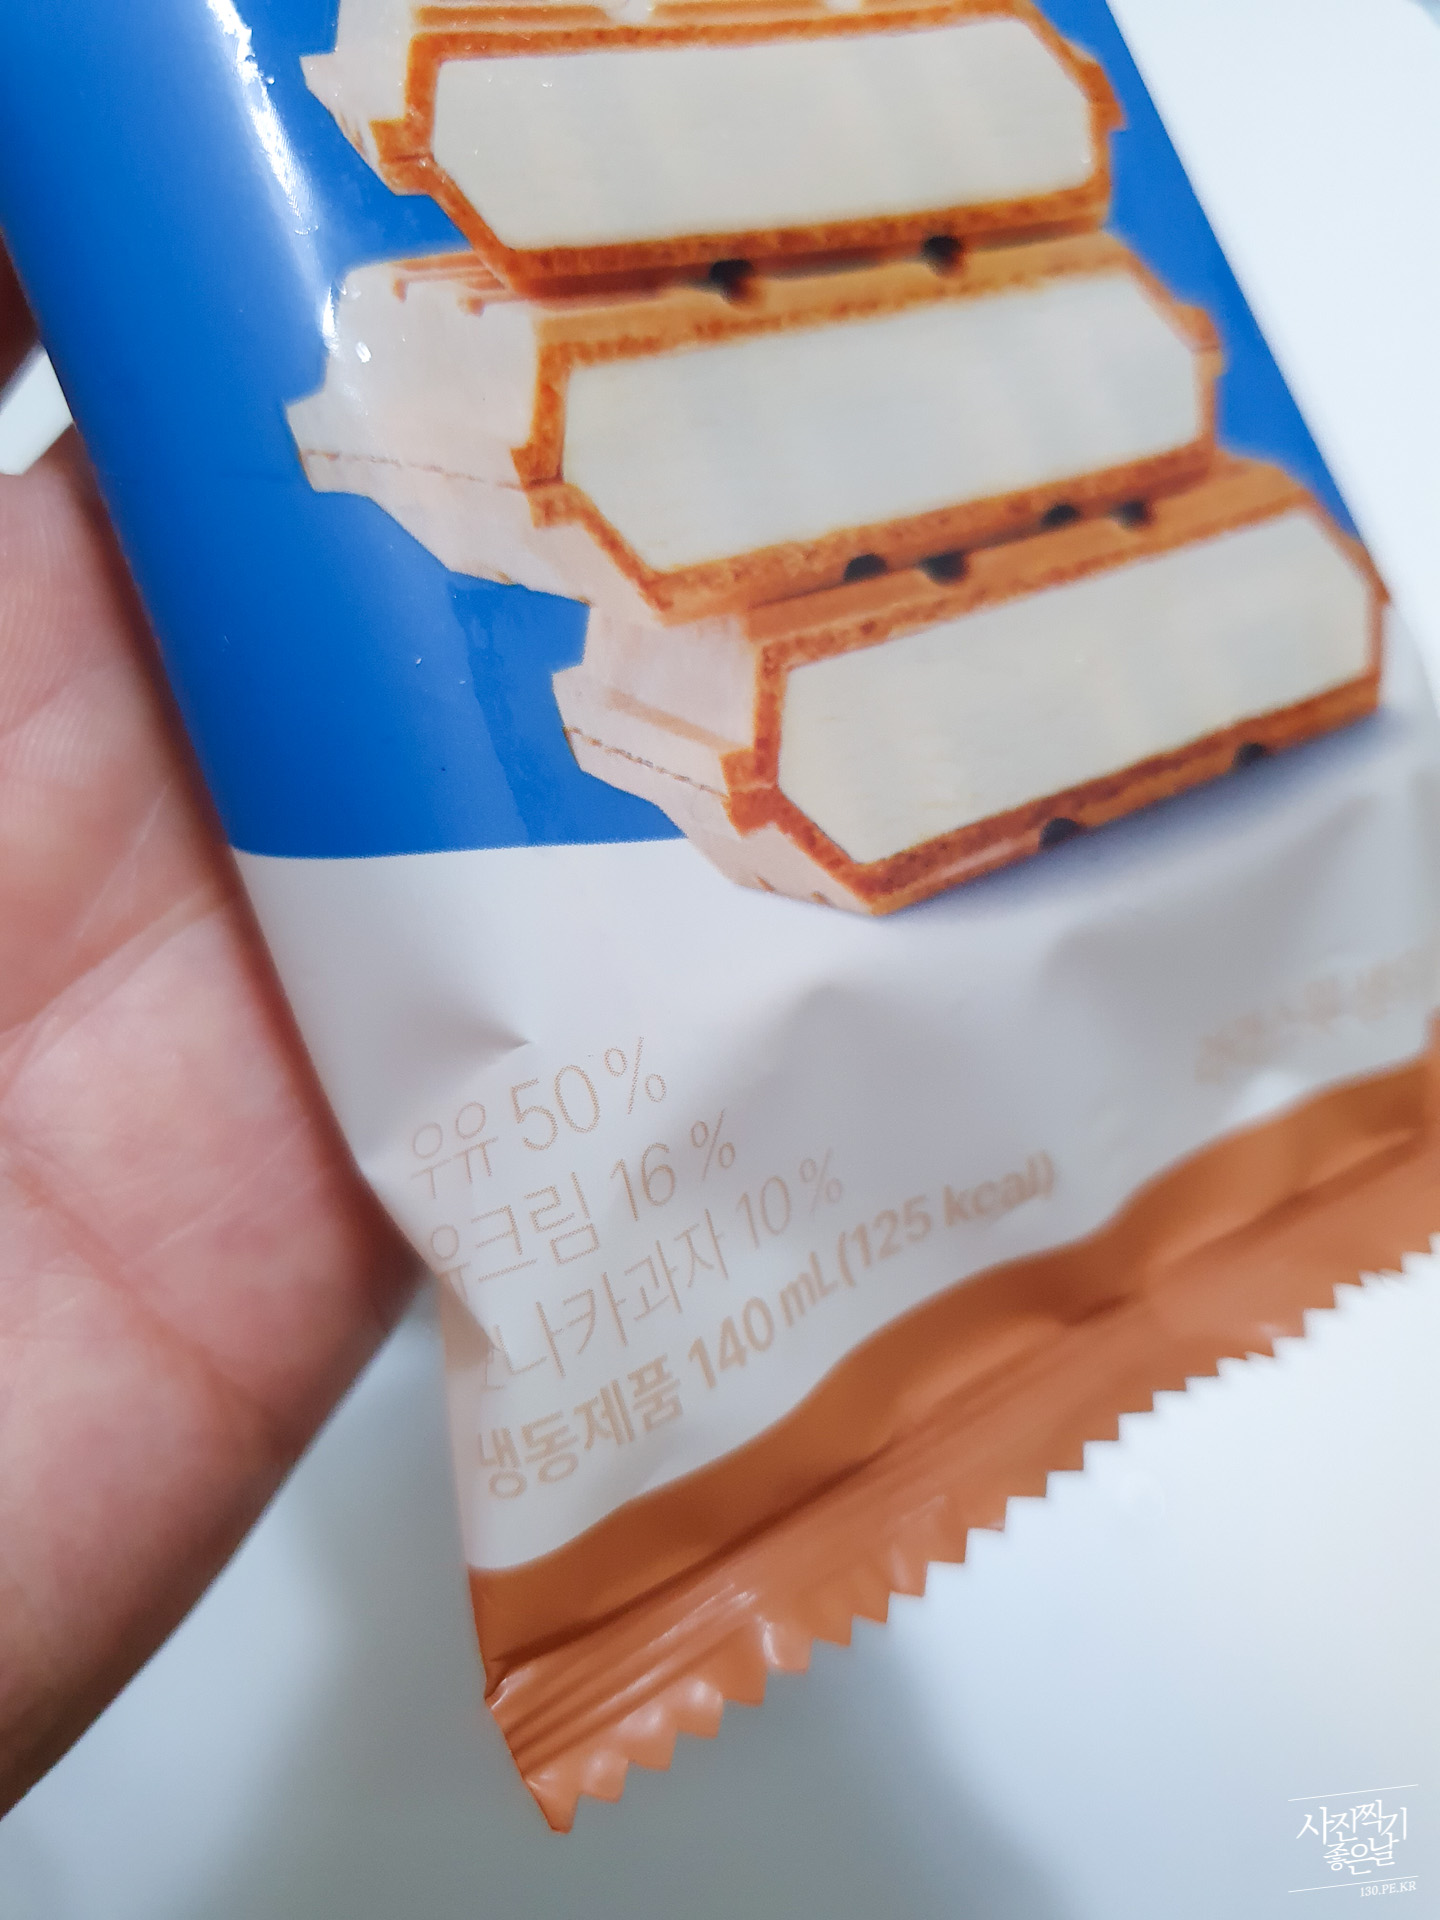 우유 50%
유크림 16%
모나카과자 10%
냉동제품 140 mL(125 kcal)
사진찍기
좋은날
130.PE.KR